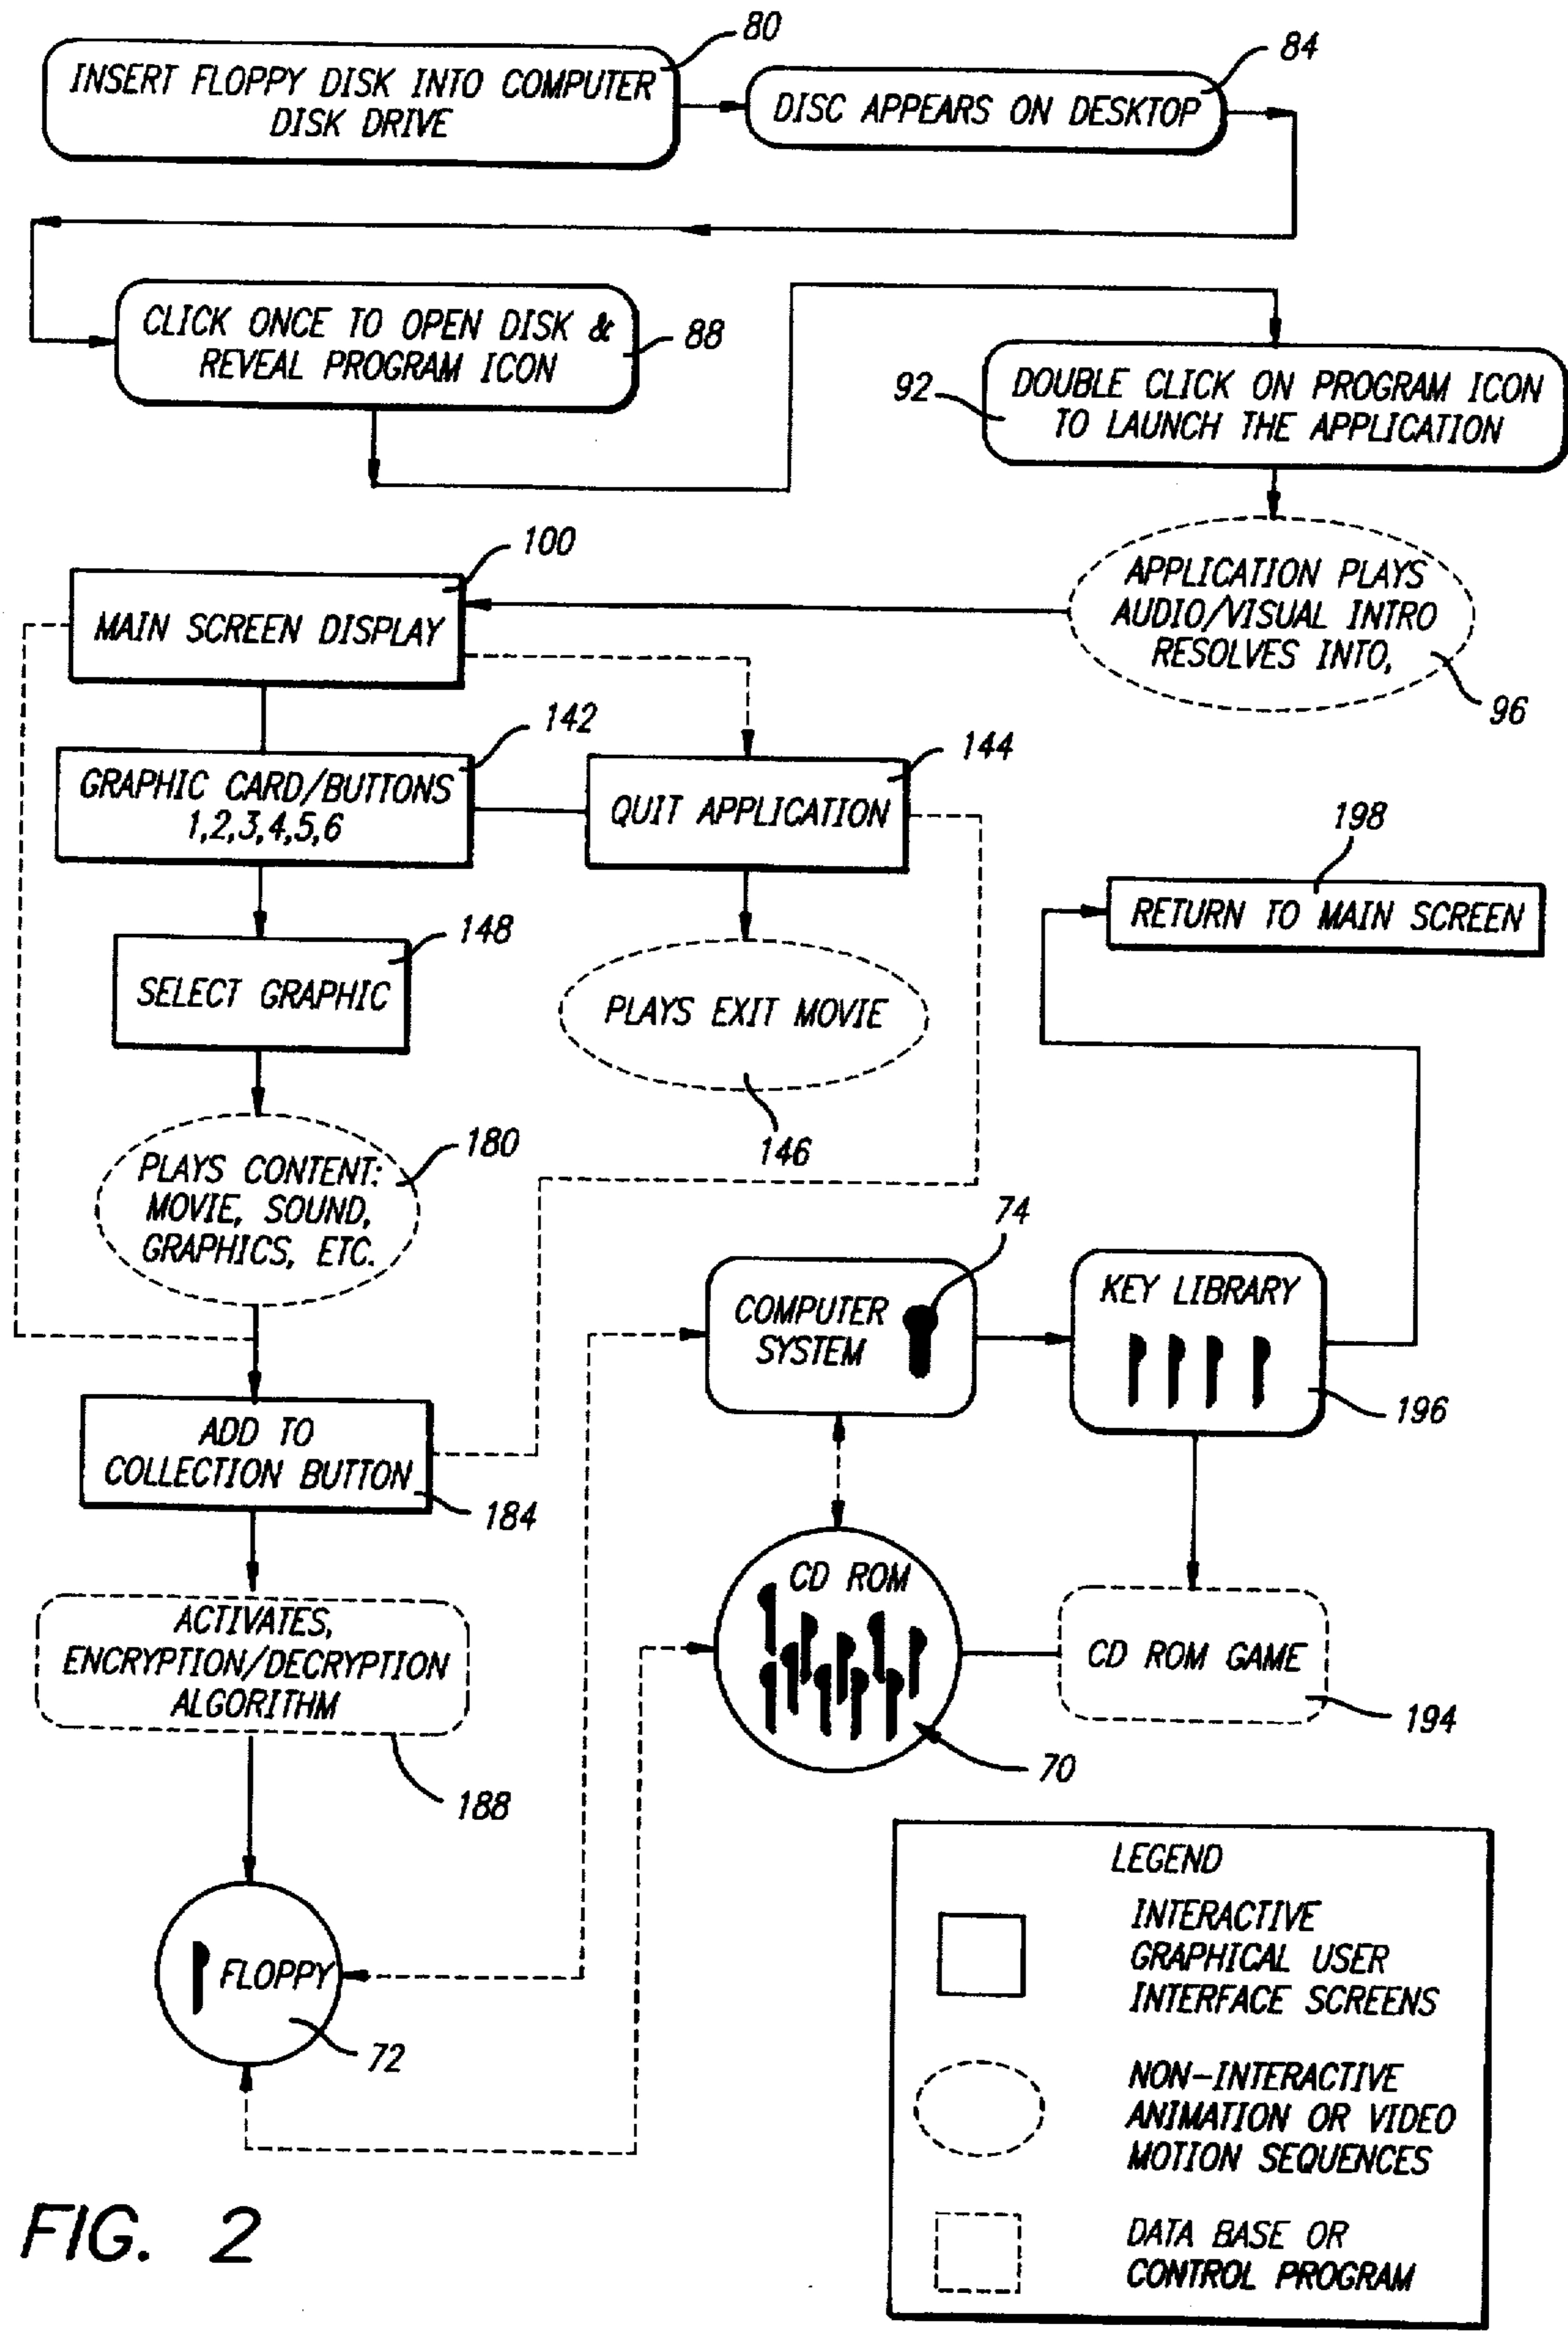 80
INSERT FLOPPY DISK INTO COMPUTER
DISK DRIVE
84
DISC APPEARS ON DESKTOP
CLICK ONCE TO OPEN DISK &
REVEAL PROGRAM ICON
88
92
DOUBLE CLICK ON PROGRAM ICON
TO LAUNCH THE APPLICATION
100
MAIN SCREEN DISPLAY
APPLICATION PLAYS
AUDIO/VISUAL INTRO
RESOLVES INTO,
96
142
GRAPHIC CARD/BUTTONS
1,2,3,4,5,6
144
QUIT APPLICATION
198
RETURN TO MAIN SCREEN
148
SELECT GRAPHIC
PLAYS EXIT MOVIE
146
180
PLAYS CONTENT:
MOVIE, SOUND,
GRAPHICS, ETC.
74
COMPUTER
SYSTEM
KEY LIBRARY
196
ADD TO
COLLECTION BUTTON
184
CD ROM
70
CD ROM GAME
194
ACTIVATES,
ENCRYPTION/DECRYPTION
ALGORITHM
188
FLOPPY
72
LEGEND
INTERACTIVE
GRAPHICAL USER
INTERFACE SCREENS
NON-INTERACTIVE
ANIMATION OR VIDEO
MOTION SEQUENCES
DATA BASE OR
CONTROL PROGRAM
FIG. 2